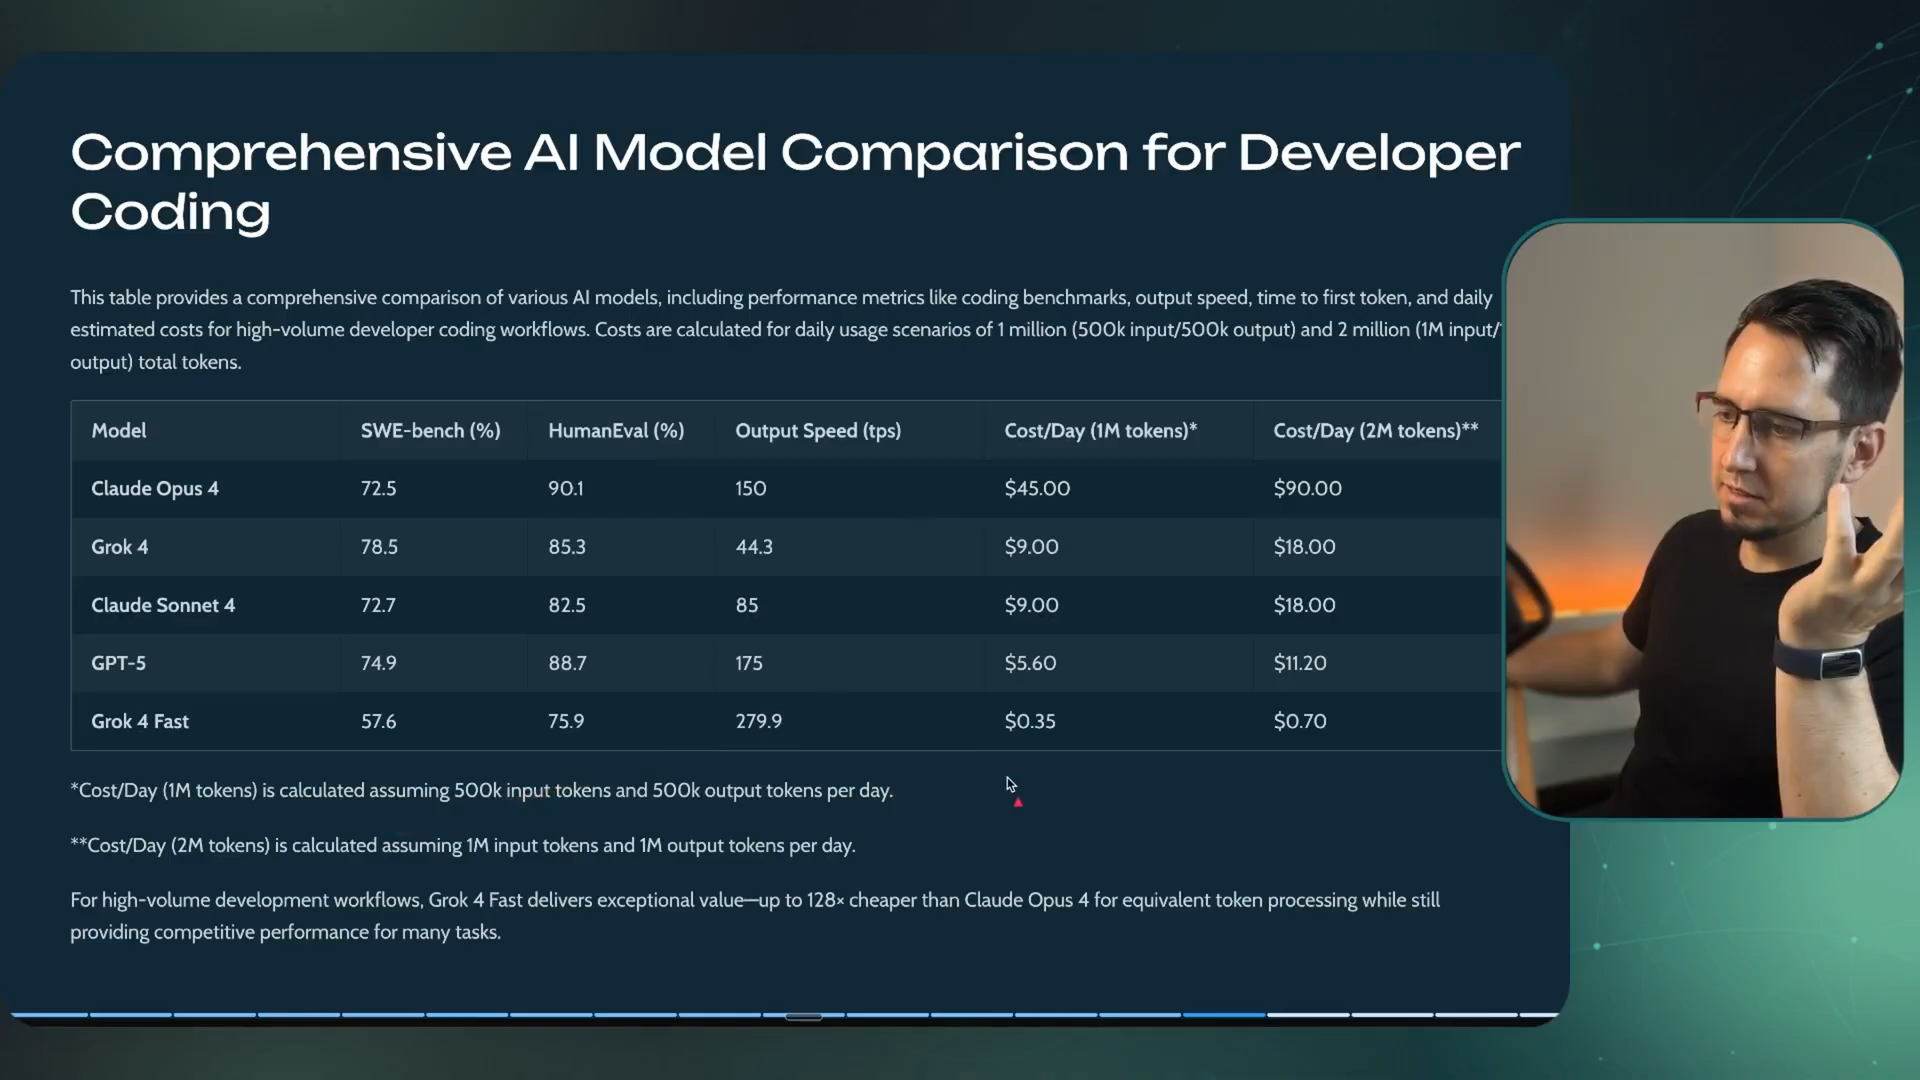 Comprehensive AI Model Comparison for Developer
Coding
This table provides a comprehensive comparison of various AI models, including performance metrics like coding benchmarks, output speed, time to first token, and daily
estimated costs for high-volume developer coding workflows. Costs are calculated for daily usage scenarios of 1 million (500k input/500k output) and 2 million (1M input/
output) total tokens.
Model SWE-bench (%) HumanEval (%) Output Speed (tps) Cost/Day (1M tokens)* Cost/Day (2M tokens)**
Claude Opus 4 72.5 90.1 150 $45.00 $90.00
Grok 4 78.5 85.3 44.3 $9.00 $18.00
Claude Sonnet 4 72.7 82.5 85 $9.00 $18.00
GPT-5 74.9 88.7 175 $5.60 $11.20
Grok 4 Fast 57.6 75.9 279.9 $0.35 $0.70
*Cost/Day (1M tokens) is calculated assuming 500k input tokens and 500k output tokens per day.
**Cost/Day (2M tokens) is calculated assuming 1M input tokens and 1M output tokens per day.
For high-volume development workflows, Grok 4 Fast delivers exceptional value—up to 128× cheaper than Claude Opus 4 for equivalent token processing while still
providing competitive performance for many tasks.